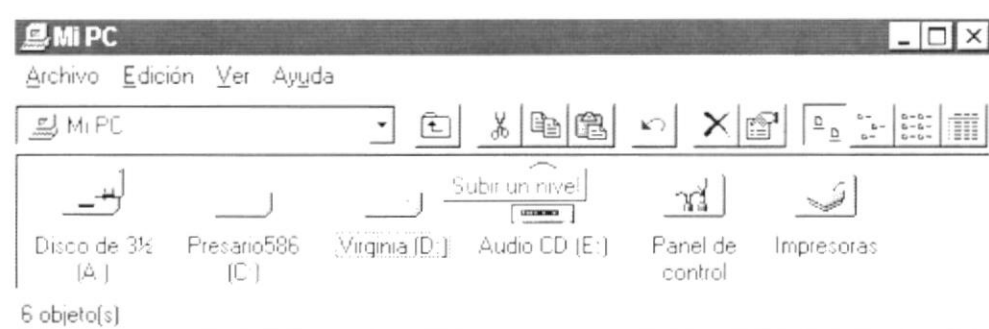 Mi PC
Archivo Edición Ver Ayuda
Mi PC
Subir un nivel
Disco de 3½ (A:) Presario586 (C:) Virginia (D:) Audio CD (E:) Panel de control Impresoras
6 objeto(s)